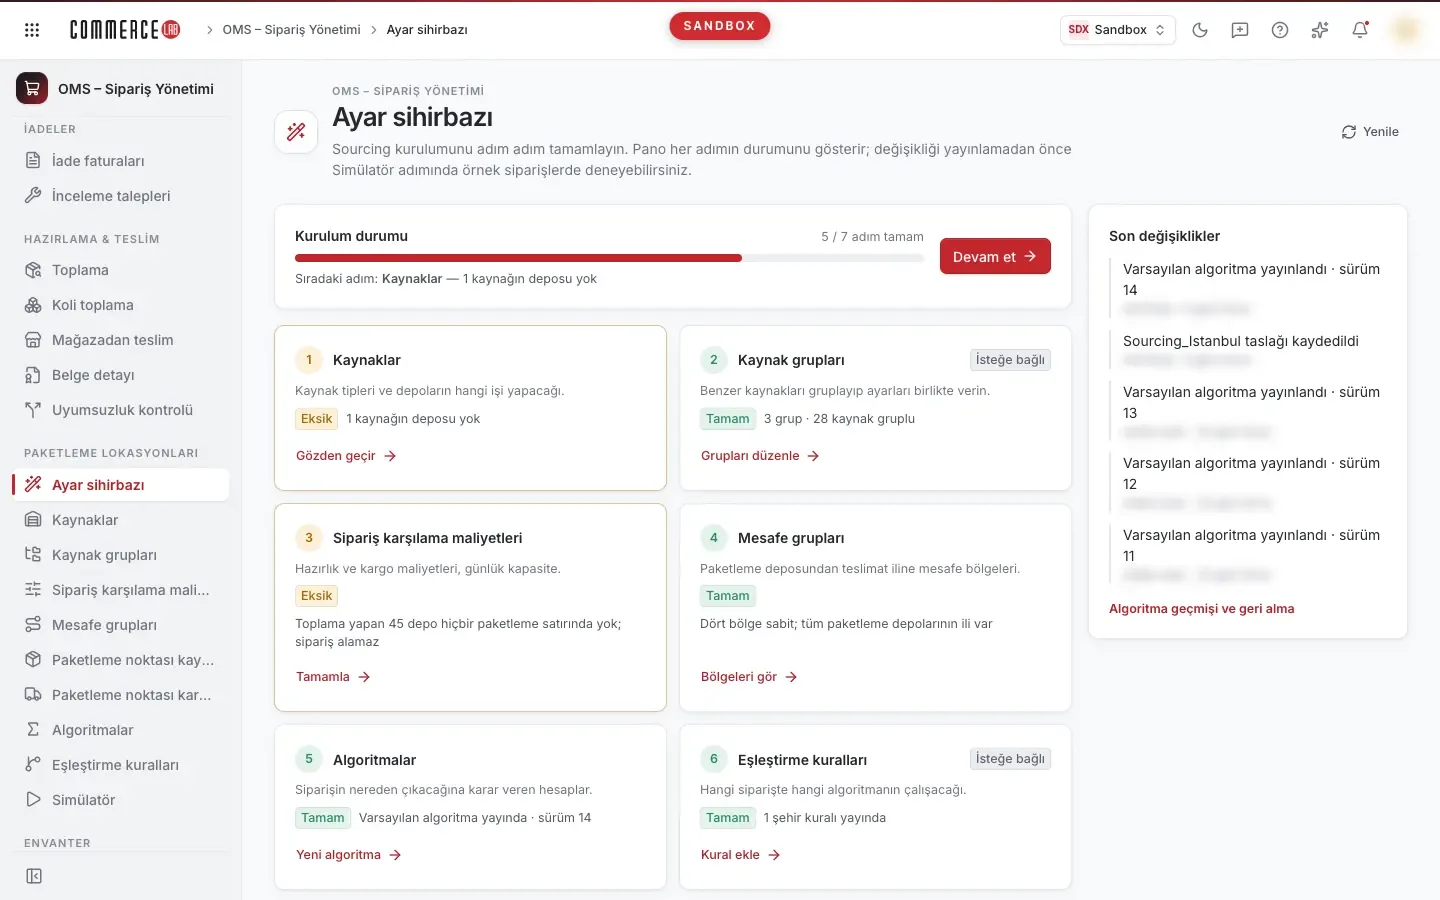 COMMERCE LAB
OMS – Sipariş Yönetimi
Ayar sihirbazı
SANDBOX
SDX Sandbox
OMS – Sipariş Yönetimi
İADELER
İade faturaları
İnceleme talepleri
HAZIRLAMA & TESLİM
Toplama
Koli toplama
Mağazadan teslim
Belge detayı
Uyumsuzluk kontrolü
PAKETLEME LOKASYONLARI
Ayar sihirbazı
Kaynaklar
Kaynak grupları
Sipariş karşılama mali...
Mesafe grupları
Paketleme noktası kay...
Paketleme noktası kar...
Algoritmalar
Eşleştirme kuralları
Simülatör
ENVANTER
OMS – SİPARİŞ YÖNETİMİ
Ayar sihirbazı
Sourcing kurulumunu adım adım tamamlayın. Pano her adımın durumunu gösterir; değişikliği yayınlamadan önce
Simülatör adımında örnek siparişlerde deneyebilirsiniz.
Yenile
Kurulum durumu
5 / 7 adım tamam
Sıradaki adım: Kaynaklar — 1 kaynağın deposu yok
Devam et
1 Kaynaklar
Kaynak tipleri ve depoların hangi işi yapacağı.
Eksik 1 kaynağın deposu yok
Gözden geçir
2 Kaynak grupları İsteğe bağlı
Benzer kaynakları gruplayıp ayarları birlikte verin.
Tamam 3 grup · 28 kaynak gruplu
Grupları düzenle
3 Sipariş karşılama maliyetleri
Hazırlık ve kargo maliyetleri, günlük kapasite.
Eksik
Toplama yapan 45 depo hiçbir paketleme satırında yok;
sipariş alamaz
Tamamla
4 Mesafe grupları
Paketleme deposundan teslimat iline mesafe bölgeleri.
Tamam
Dört bölge sabit; tüm paketleme depolarının ili var
Bölgeleri gör
5 Algoritmalar
Siparişin nereden çıkacağına karar veren hesaplar.
Tamam Varsayılan algoritma yayında · sürüm 14
Yeni algoritma
6 Eşleştirme kuralları İsteğe bağlı
Hangi siparişte hangi algoritmanın çalışacağı.
Tamam 1 şehir kuralı yayında
Kural ekle
Son değişiklikler
Varsayılan algoritma yayınlandı · sürüm
14
Sourcing_Istanbul taslağı kaydedildi
Varsayılan algoritma yayınlandı · sürüm
13
Varsayılan algoritma yayınlandı · sürüm
12
Varsayılan algoritma yayınlandı · sürüm
11
Algoritma geçmişi ve geri alma